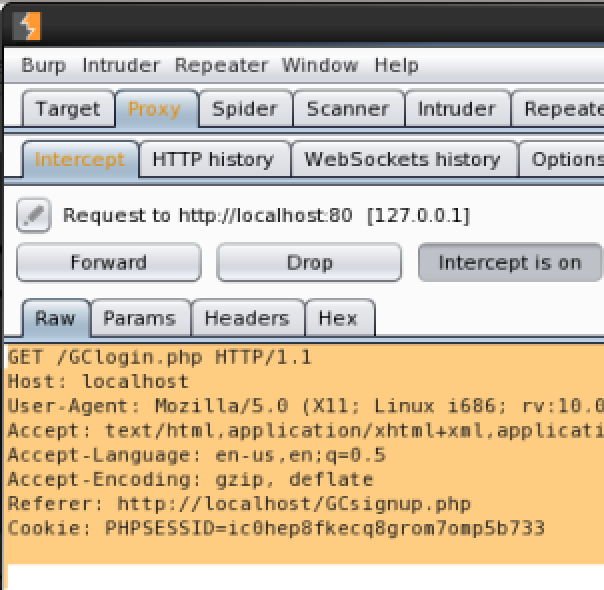 Burp Intruder Repeater Window Help
Target Proxy Spider Scanner Intruder Repeate
Intercept HTTP history WebSockets history Options
Request to http://localhost:80 [127.0.0.1]
Forward Drop Intercept is on
Raw Params Headers Hex
GET /GClogin.php HTTP/1.1
Host: localhost
User-Agent: Mozilla/5.0 (X11; Linux i686; rv:10.0
Accept: text/html,application/xhtml+xml,applicati
Accept-Language: en-us,en;q=0.5
Accept-Encoding: gzip, deflate
Referer: http://localhost/GCsignup.php
Cookie: PHPSESSID=ic0hep8fkecq8grom7omp5b733